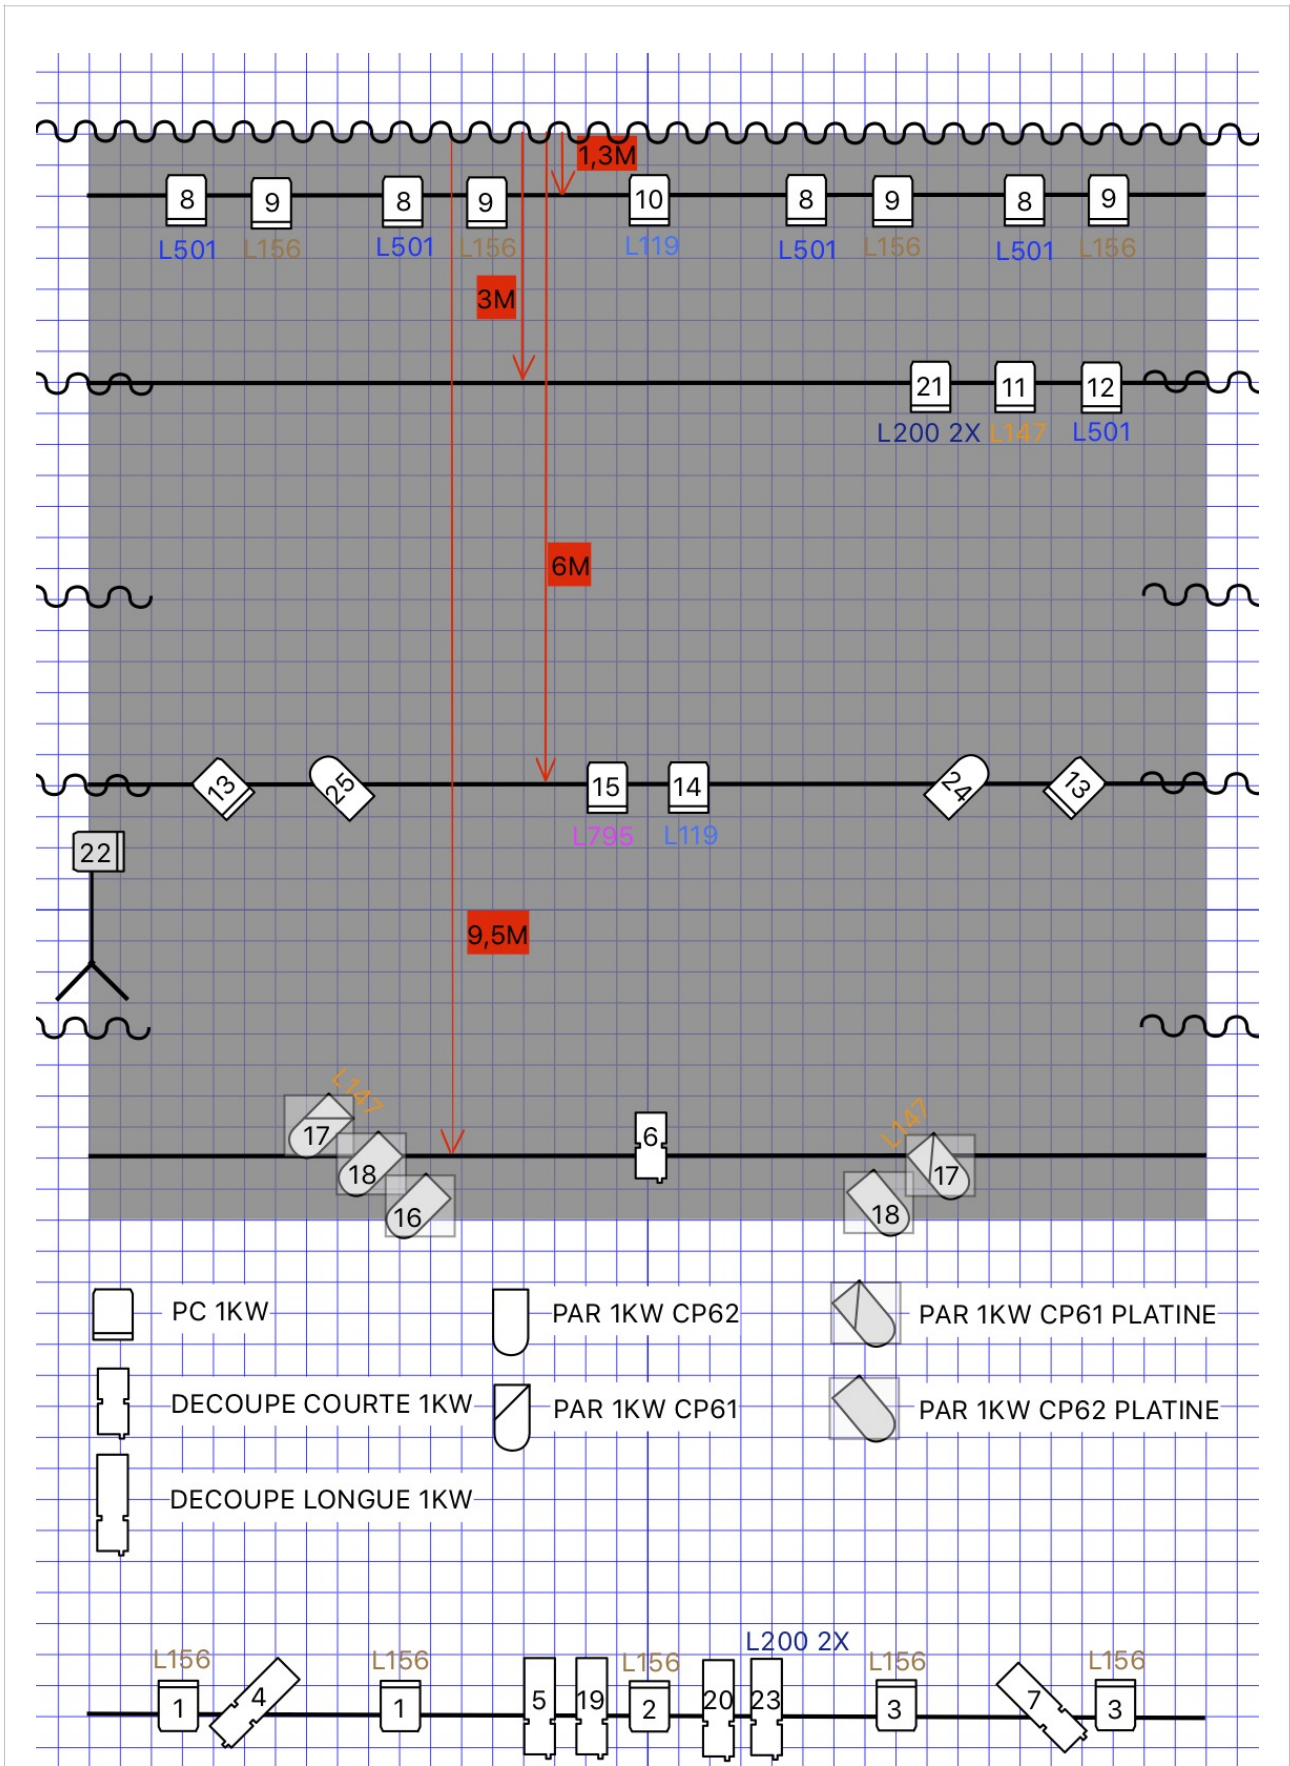 1,3M
8 9 8 9 10 8 9 8 9
L501 L156 L501 L156 L119 L501 L156 L501 L156
3M
21 11 12
L200 2X L147 L501
6M
13 25 15 14 24 13
L795 L119
22
9,5M
L147 L147
17 6
18 17
16 18
PC 1KW PAR 1KW CP62 PAR 1KW CP61 PLATINE
DECOUPE COURTE 1KW PAR 1KW CP61 PAR 1KW CP62 PLATINE
DECOUPE LONGUE 1KW
L200 2X
L156 L156 L156 L156 L156
1 4 1 5 19 2 20 23 3 7 3